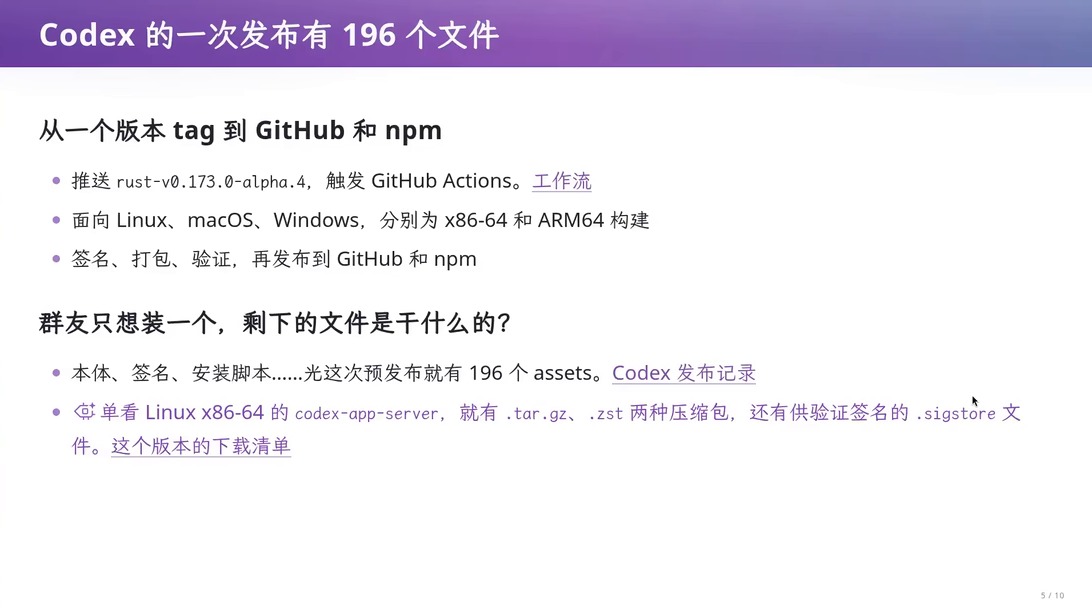 Codex 的一次发布有 196 个文件
从一个版本 tag 到 GitHub 和 npm
推送 rust-v0.173.0-alpha.4，触发 GitHub Actions。工作流
面向 Linux、macOS、Windows，分别为 x86-64 和 ARM64 构建
签名、打包、验证，再发布到 GitHub 和 npm
群友只想装一个，剩下的文件是干什么的？
本体、签名、安装脚本……光这次预发布就有 196 个 assets。Codex 发布记录
单看 Linux x86-64 的 codex-app-server，就有 .tar.gz、.zst 两种压缩包，还有供验证签名的 .sigstore 文
件。这个版本的下载清单
5 / 10